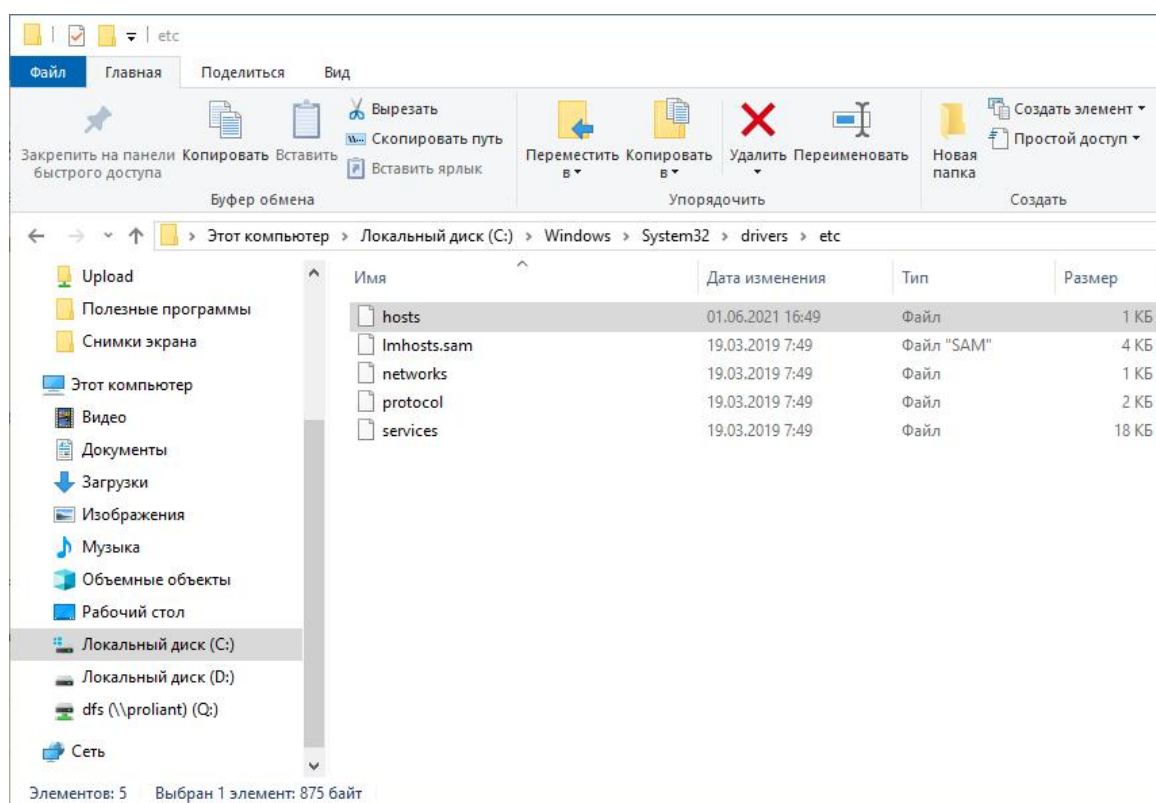 etc
Файл Главная Поделиться Вид
Закрепить на панели быстрого доступа
Копировать
Вставить
Вырезать
Скопировать путь
Вставить ярлык
Буфер обмена
Переместить в
Копировать в
Удалить
Переименовать
Упорядочить
Новая папка
Создать элемент
Простой доступ
Создать
Этот компьютер > Локальный диск (C:) > Windows > System32 > drivers > etc
Upload
Полезные программы
Снимки экрана
Этот компьютер
Видео
Документы
Загрузки
Изображения
Музыка
Объемные объекты
Рабочий стол
Локальный диск (C:)
Локальный диск (D:)
dfs (\\proliant) (Q:)
Сеть
Имя Дата изменения Тип Размер
hosts 01.06.2021 16:49 Файл 1 КБ
lmhosts.sam 19.03.2019 7:49 Файл "SAM" 4 КБ
networks 19.03.2019 7:49 Файл 1 КБ
protocol 19.03.2019 7:49 Файл 2 КБ
services 19.03.2019 7:49 Файл 18 КБ
Элементов: 5 Выбран 1 элемент: 875 байт